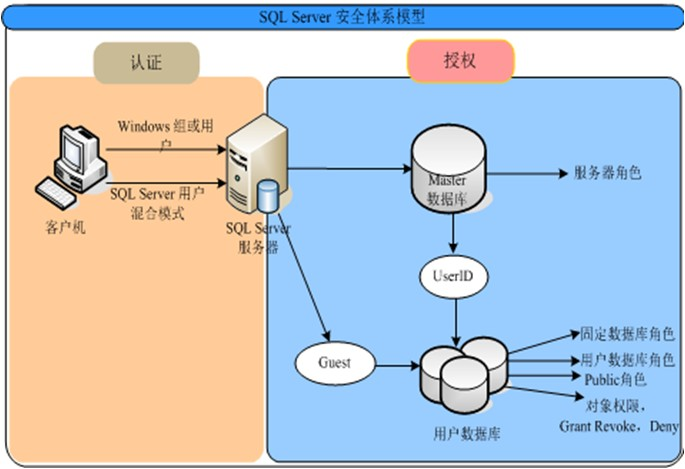 SQL Server 安全体系模型
认证
授权
Windows 组或用
户
SQL Server 用户
混合模式
客户机
SQL Server
服务器
Master
数据库
服务器角色
UserID
Guest
用户数据库
固定数据库角色
用户数据库角色
Public角色
对象权限，
Grant Revoke，Deny